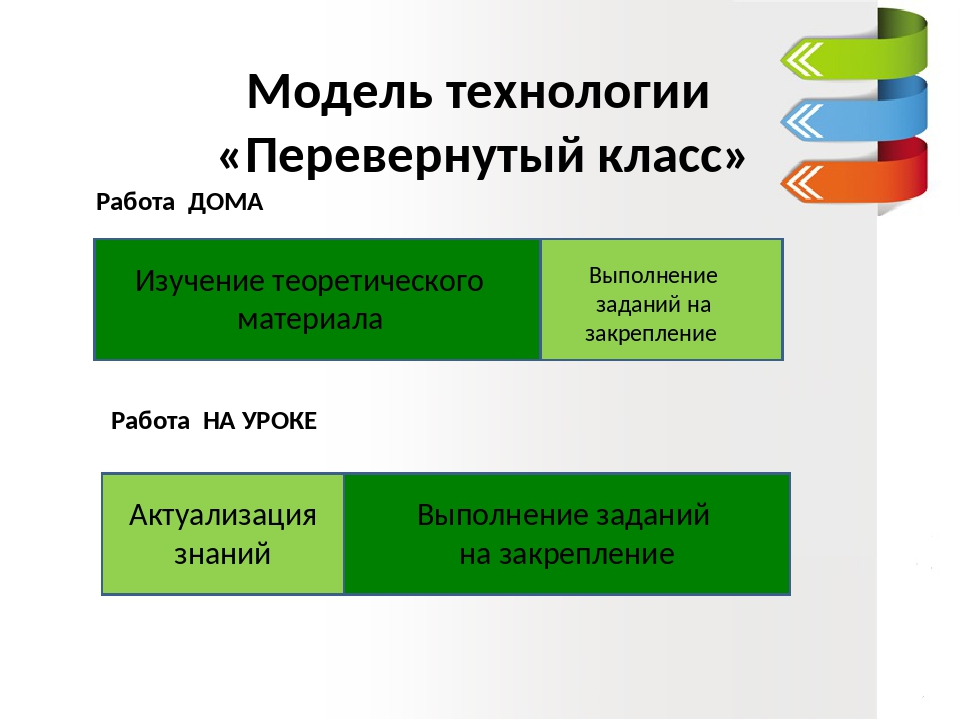 Модель технологии
«Перевернутый класс»
Работа ДОМА
Изучение теоретического
материала
Выполнение
заданий на
закрепление
Работа НА УРОКЕ
Актуализация
знаний
Выполнение заданий
на закрепление